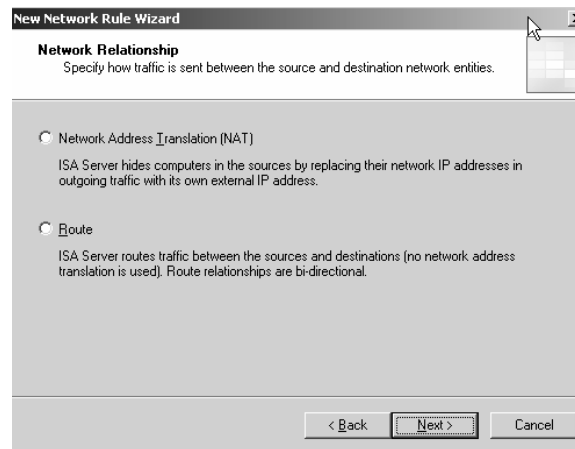 New Network Rule Wizard
Network Relationship
Specify how traffic is sent between the source and destination network entities.
Network Address Translation (NAT)
ISA Server hides computers in the sources by replacing their network IP addresses in
outgoing traffic with its own external IP address.
Route
ISA Server routes traffic between the sources and destinations (no network address
translation is used). Route relationships are bi-directional.
< Back
Next >
Cancel